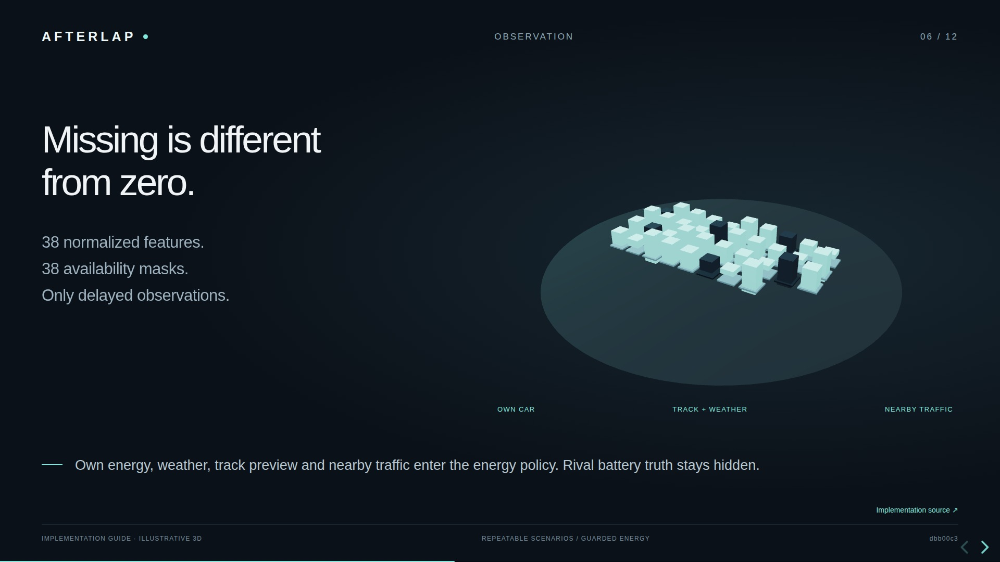 AFTERLAP
OBSERVATION
06 / 12
Missing is different
from zero.
38 normalized features.
38 availability masks.
Only delayed observations.
OWN CAR
TRACK + WEATHER
NEARBY TRAFFIC
Own energy, weather, track preview and nearby traffic enter the energy policy. Rival battery truth stays hidden.
Implementation source ↗
IMPLEMENTATION GUIDE · ILLUSTRATIVE 3D
REPEATABLE SCENARIOS / GUARDED ENERGY
dbb00c3